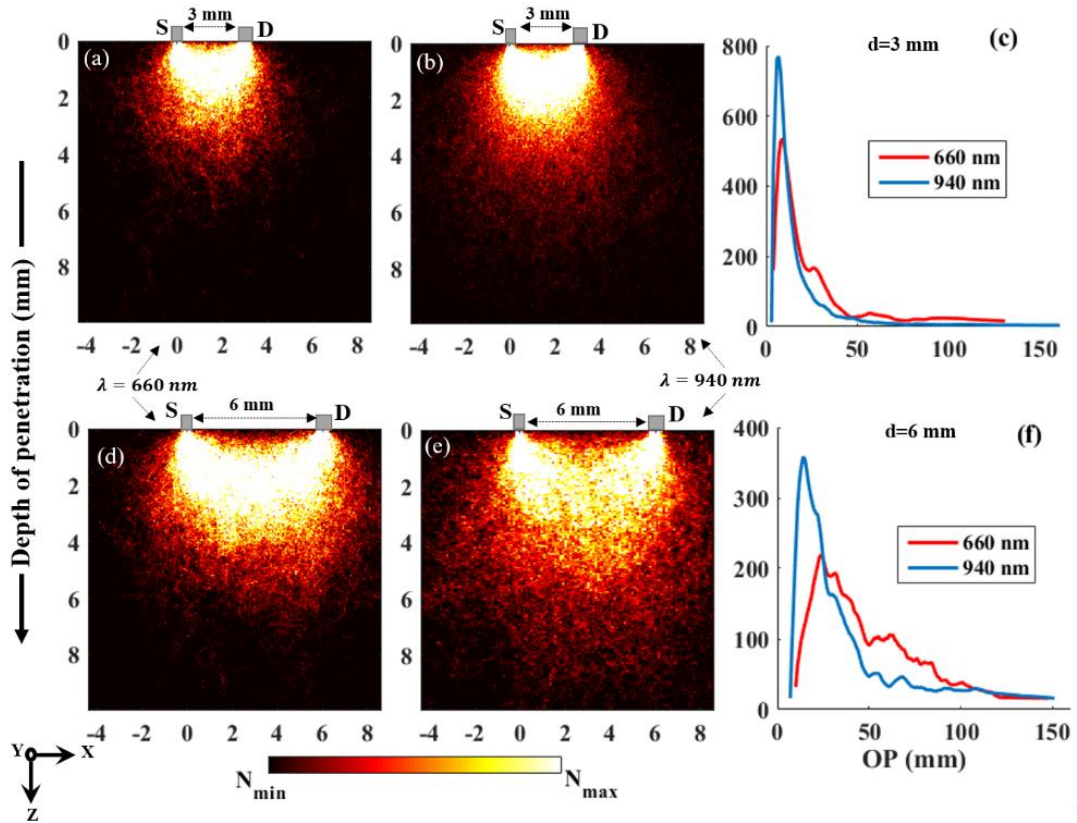 3 mm
S D
(a)
0
2
4
6
8
-4 -2 0 2 4 6 8
3 mm
S D
(b)
0
2
4
6
8
-4 -2 0 2 4 6 8
(c)
d=3 mm
660 nm
940 nm
800
600
400
200
0
0 50 100 150
Depth of penetration (mm)
λ = 660 nm
λ = 940 nm
6 mm
S D
(d)
0
2
4
6
8
-4 -2 0 2 4 6 8
6 mm
S D
(e)
0
2
4
6
8
-4 -2 0 2 4 6 8
(f)
d=6 mm
660 nm
940 nm
400
300
200
100
0
0 50 100 150
OP (mm)
Y X
Z
Nmin Nmax